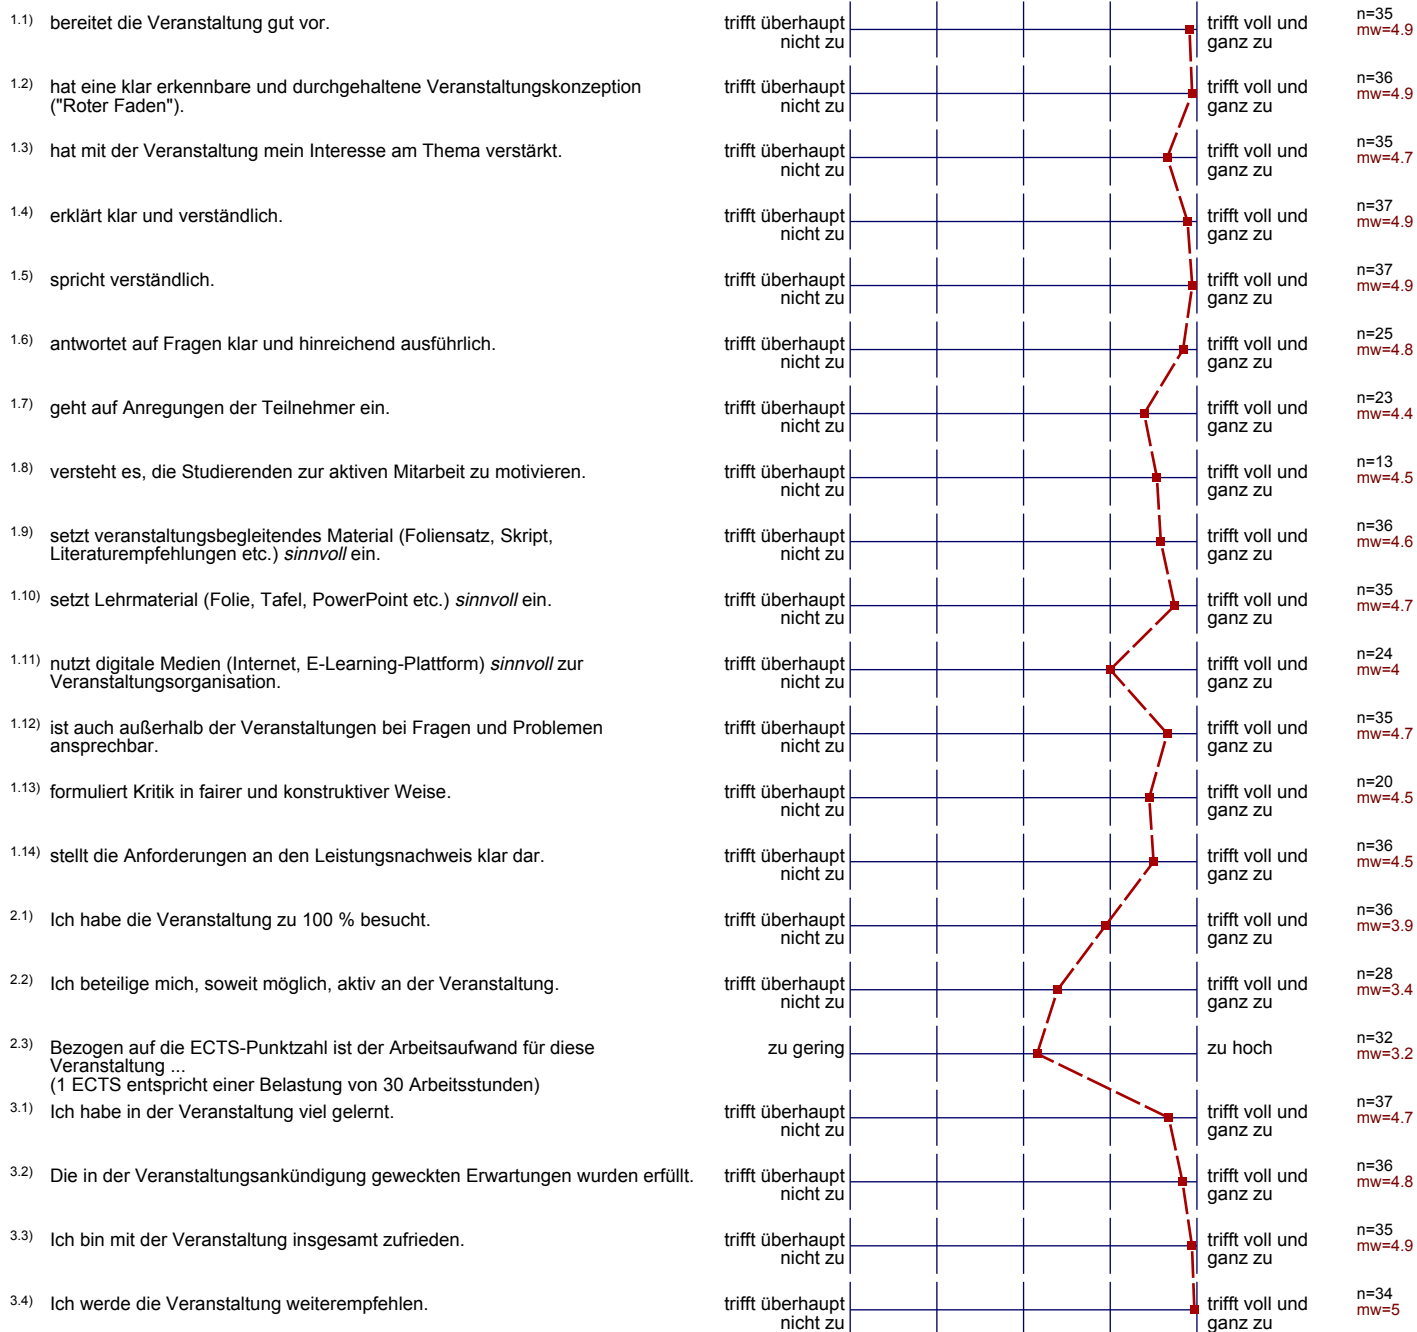 1.1) bereitet die Veranstaltung gut vor.
trifft überhaupt
nicht zu
trifft voll und
ganz zu
n=35
mw=4.9
1.2) hat eine klar erkennbare und durchgehaltene Veranstaltungskonzeption
("Roter Faden").
trifft überhaupt
nicht zu
trifft voll und
ganz zu
n=36
mw=4.9
1.3) hat mit der Veranstaltung mein Interesse am Thema verstärkt.
trifft überhaupt
nicht zu
trifft voll und
ganz zu
n=35
mw=4.7
1.4) erklärt klar und verständlich.
trifft überhaupt
nicht zu
trifft voll und
ganz zu
n=37
mw=4.9
1.5) spricht verständlich.
trifft überhaupt
nicht zu
trifft voll und
ganz zu
n=37
mw=4.9
1.6) antwortet auf Fragen klar und hinreichend ausführlich.
trifft überhaupt
nicht zu
trifft voll und
ganz zu
n=25
mw=4.8
1.7) geht auf Anregungen der Teilnehmer ein.
trifft überhaupt
nicht zu
trifft voll und
ganz zu
n=23
mw=4.4
1.8) versteht es, die Studierenden zur aktiven Mitarbeit zu motivieren.
trifft überhaupt
nicht zu
trifft voll und
ganz zu
n=13
mw=4.5
1.9) setzt veranstaltungsbegleitendes Material (Foliensatz, Skript,
Literaturempfehlungen etc.) sinnvoll ein.
trifft überhaupt
nicht zu
trifft voll und
ganz zu
n=36
mw=4.6
1.10) setzt Lehrmaterial (Folie, Tafel, PowerPoint etc.) sinnvoll ein.
trifft überhaupt
nicht zu
trifft voll und
ganz zu
n=35
mw=4.7
1.11) nutzt digitale Medien (Internet, E-Learning-Plattform) sinnvoll zur
Veranstaltungsorganisation.
trifft überhaupt
nicht zu
trifft voll und
ganz zu
n=24
mw=4
1.12) ist auch außerhalb der Veranstaltungen bei Fragen und Problemen
ansprechbar.
trifft überhaupt
nicht zu
trifft voll und
ganz zu
n=35
mw=4.7
1.13) formuliert Kritik in fairer und konstruktiver Weise.
trifft überhaupt
nicht zu
trifft voll und
ganz zu
n=20
mw=4.5
1.14) stellt die Anforderungen an den Leistungsnachweis klar dar.
trifft überhaupt
nicht zu
trifft voll und
ganz zu
n=36
mw=4.5
2.1) Ich habe die Veranstaltung zu 100 % besucht.
trifft überhaupt
nicht zu
trifft voll und
ganz zu
n=36
mw=3.9
2.2) Ich beteilige mich, soweit möglich, aktiv an der Veranstaltung.
trifft überhaupt
nicht zu
trifft voll und
ganz zu
n=28
mw=3.4
2.3) Bezogen auf die ECTS-Punktzahl ist der Arbeitsaufwand für diese
Veranstaltung ...
(1 ECTS entspricht einer Belastung von 30 Arbeitsstunden)
zu gering
zu hoch
n=32
mw=3.2
3.1) Ich habe in der Veranstaltung viel gelernt.
trifft überhaupt
nicht zu
trifft voll und
ganz zu
n=37
mw=4.7
3.2) Die in der Veranstaltungsankündigung geweckten Erwartungen wurden erfüllt.
trifft überhaupt
nicht zu
trifft voll und
ganz zu
n=36
mw=4.8
3.3) Ich bin mit der Veranstaltung insgesamt zufrieden.
trifft überhaupt
nicht zu
trifft voll und
ganz zu
n=35
mw=4.9
3.4) Ich werde die Veranstaltung weiterempfehlen.
trifft überhaupt
nicht zu
trifft voll und
ganz zu
n=34
mw=5